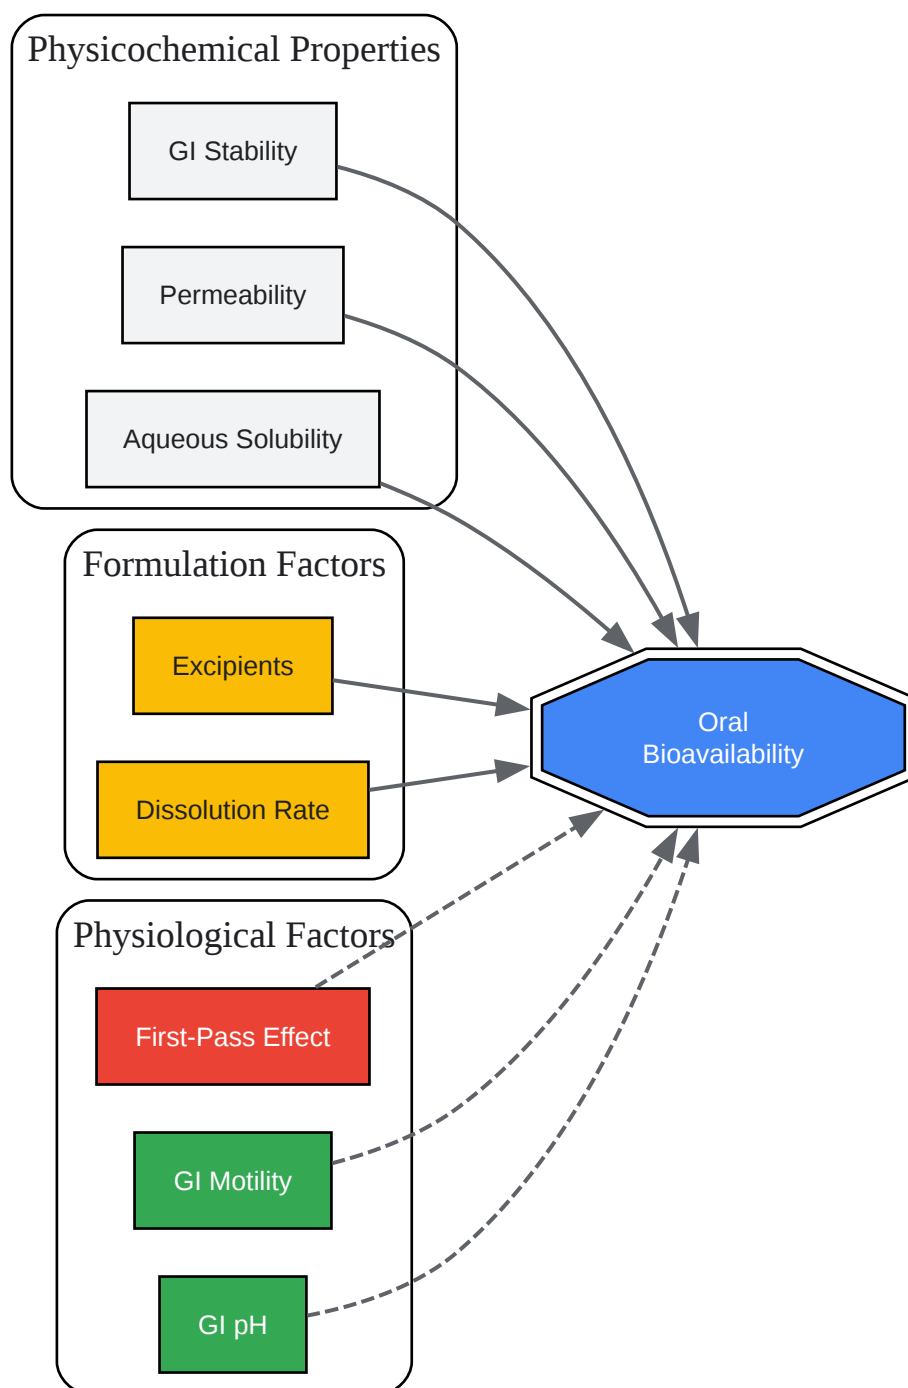 Physicochemical Properties
GI Stability
Permeability
Aqueous Solubility
Formulation Factors
Excipients
Dissolution Rate
Oral
Bioavailability
Physiological Factors
First-Pass Effect
GI Motility
GI pH